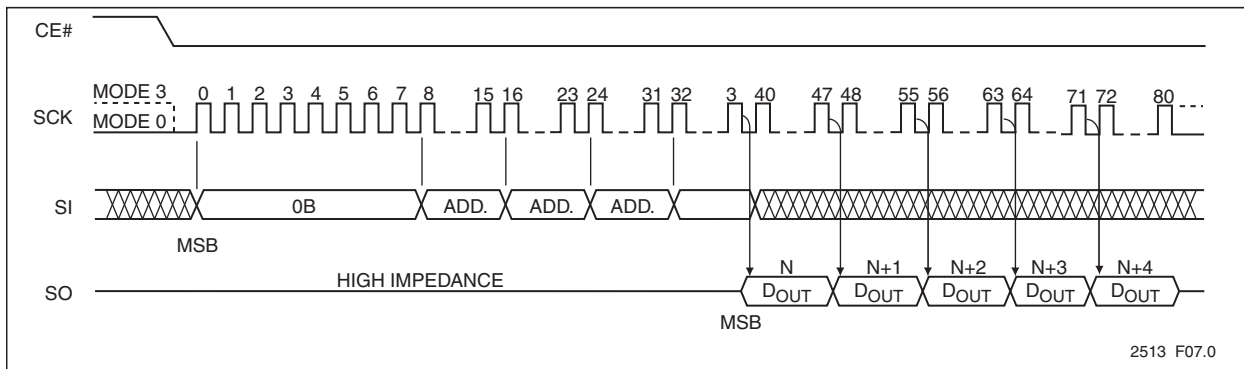 CE#
MODE 3
0 1 2 3 4 5 6 7 8 15 16 23 24 31 32 3 40 47 48 55 56 63 64 71 72 80
SCK
MODE 0
SI
0B ADD. ADD. ADD.
MSB
HIGH IMPEDANCE
N N+1 N+2 N+3 N+4
SO
DOUT DOUT DOUT DOUT DOUT
MSB
2513 F07.0